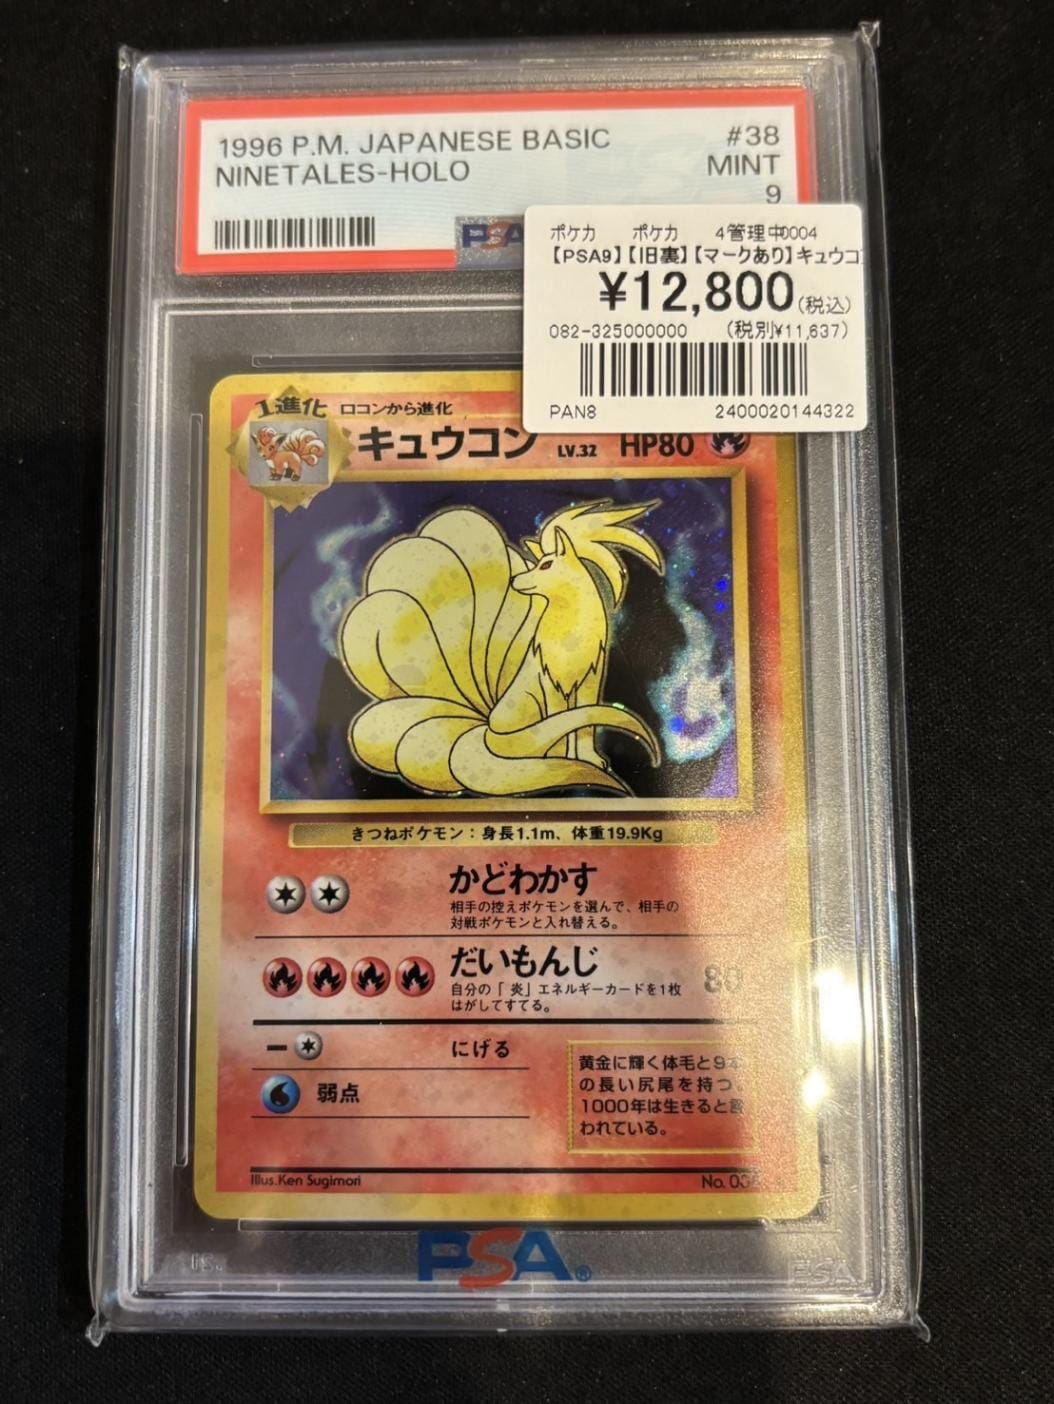 1996 P.M. JAPANESE BASIC #38
NINETALES-HOLO MINT
9
PSA
ポケカ ポケカ 4管理中0004
【PSA9】【旧裏】【マークあり】キュウコ
¥12,800(税込)
082-325000000 (税別¥11,637)
PAN8 2400020144322
1進化 ロコンから進化
キュウコン LV.32 HP80
きつねポケモン：身長1.1m、体重19.9Kg
かどわかす
相手の控えポケモンを選んで、相手の
対戦ポケモンと入れ替える。
だいもんじ 80
自分の「炎」エネルギーカードを1枚
はがしてすてる。
にげる
弱点
黄金に輝く体毛と9本
の長い尻尾を持つ。
1000年は生きると言
われている。
Illus.Ken Sugimori No. 038
PSA®
PSA